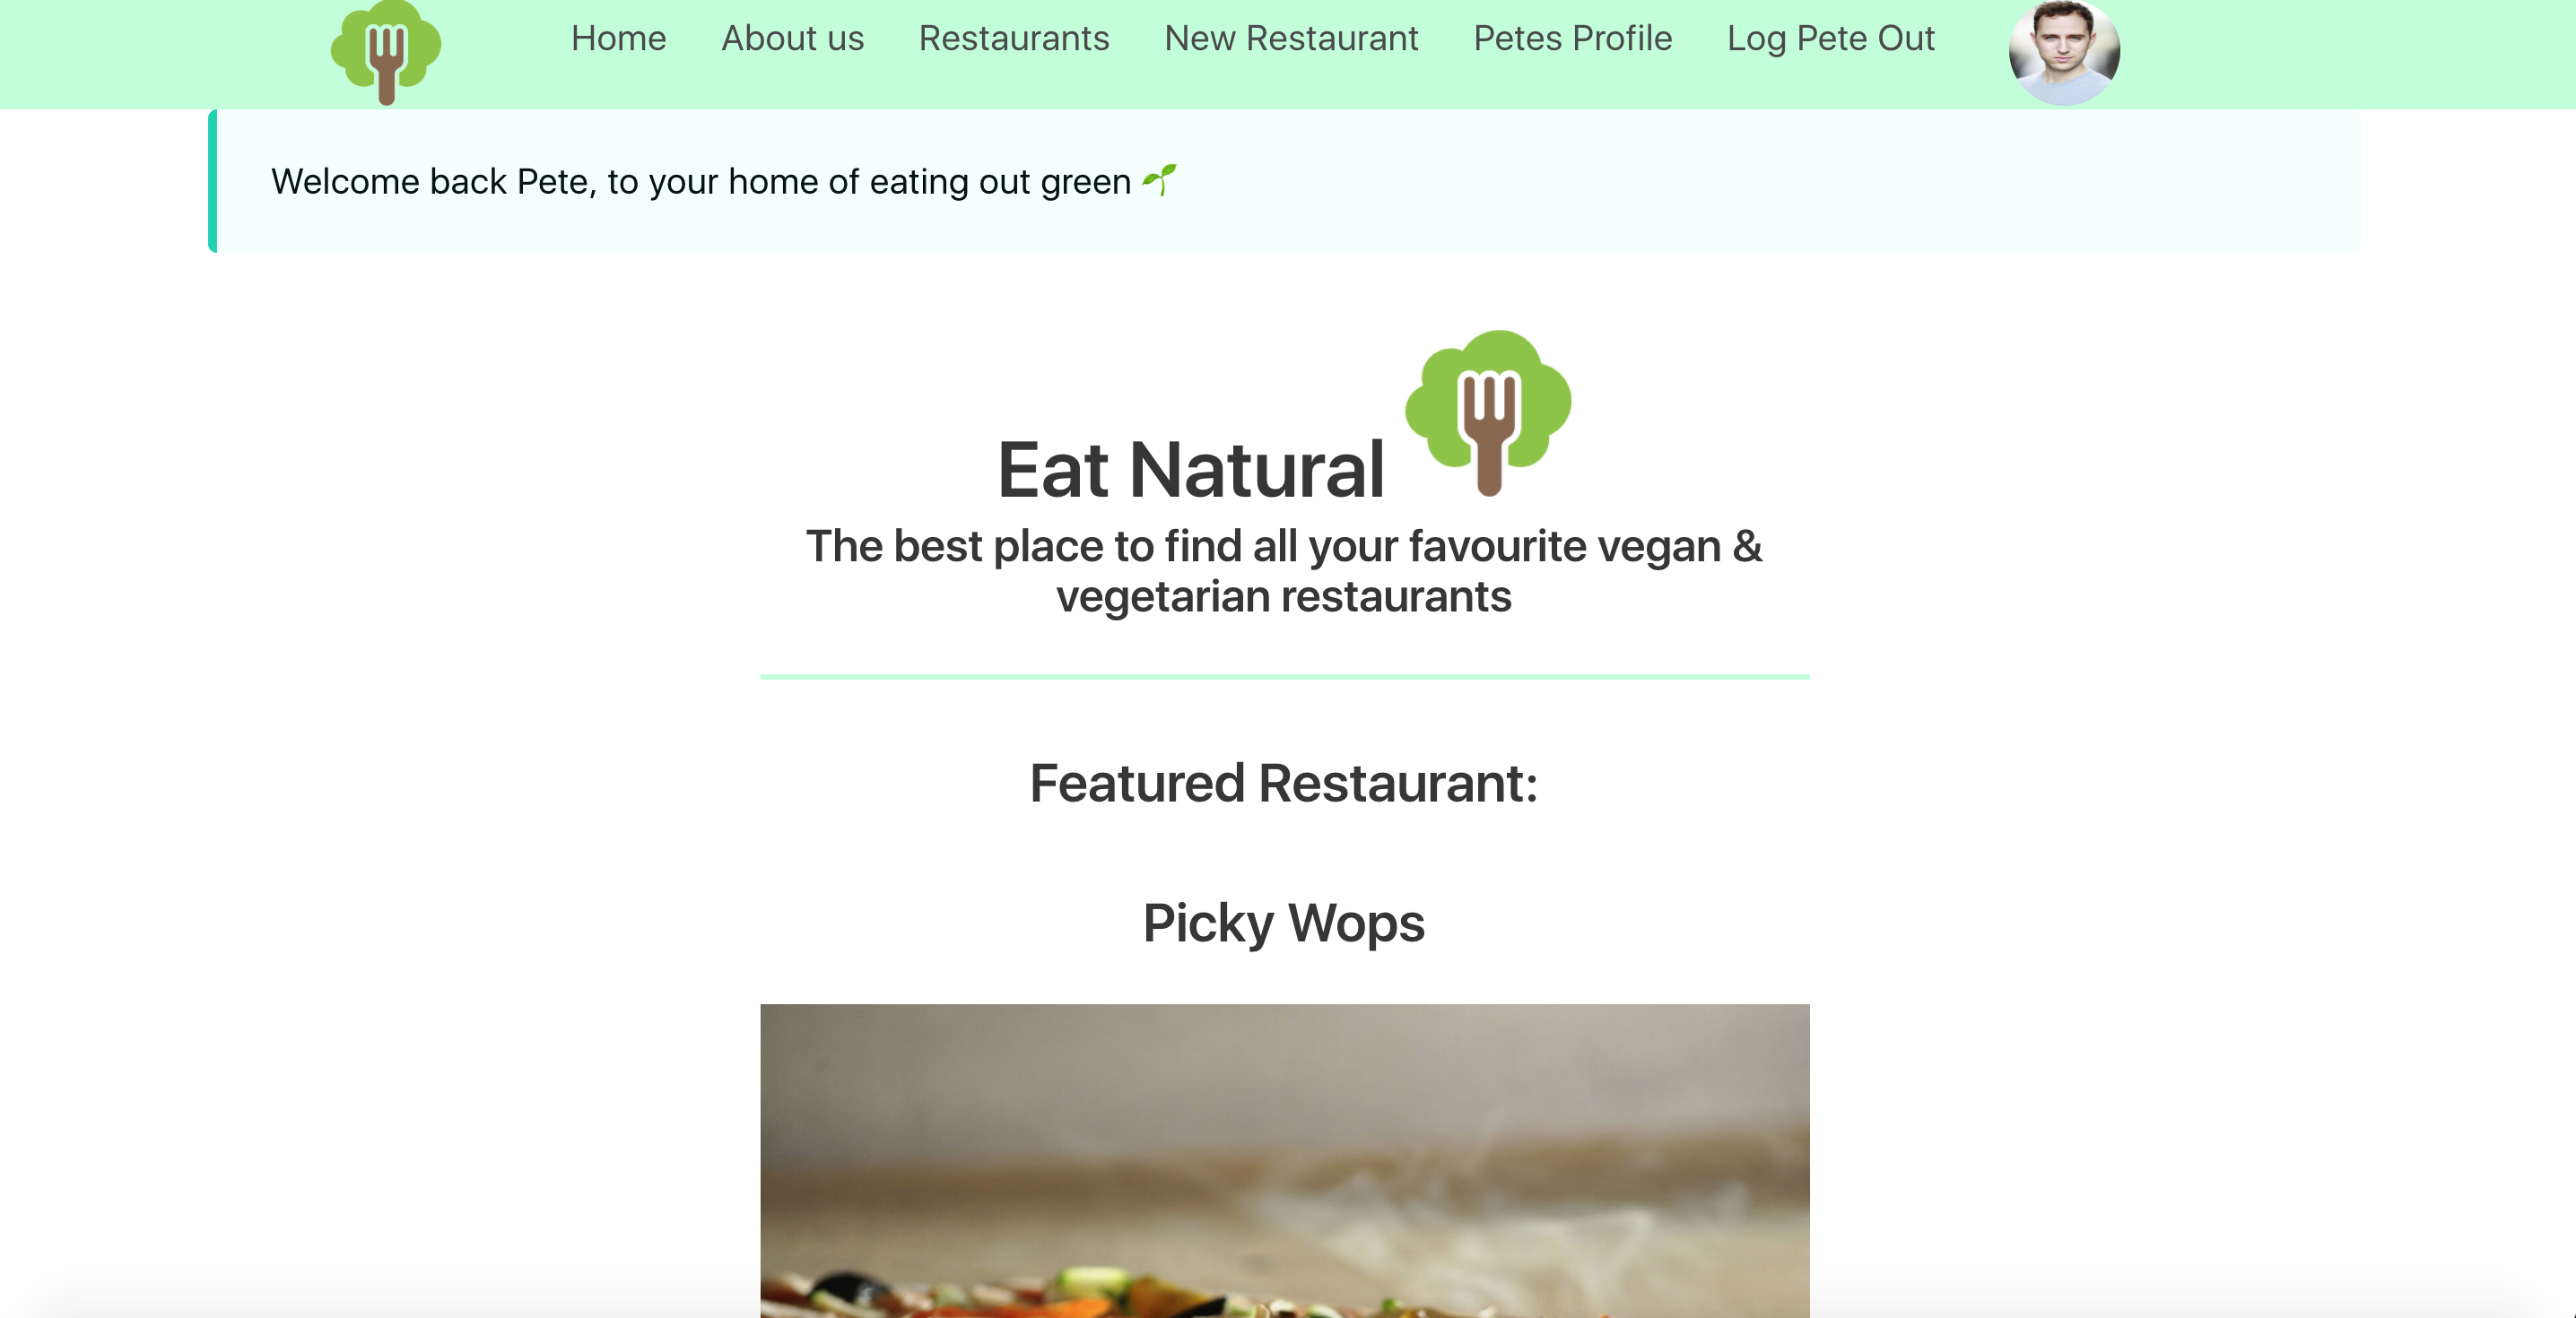 Home About us Restaurants New Restaurant Petes Profile Log Pete Out
Welcome back Pete, to your home of eating out green 🌱
Eat Natural
The best place to find all your favourite vegan &
vegetarian restaurants
Featured Restaurant:
Picky Wops